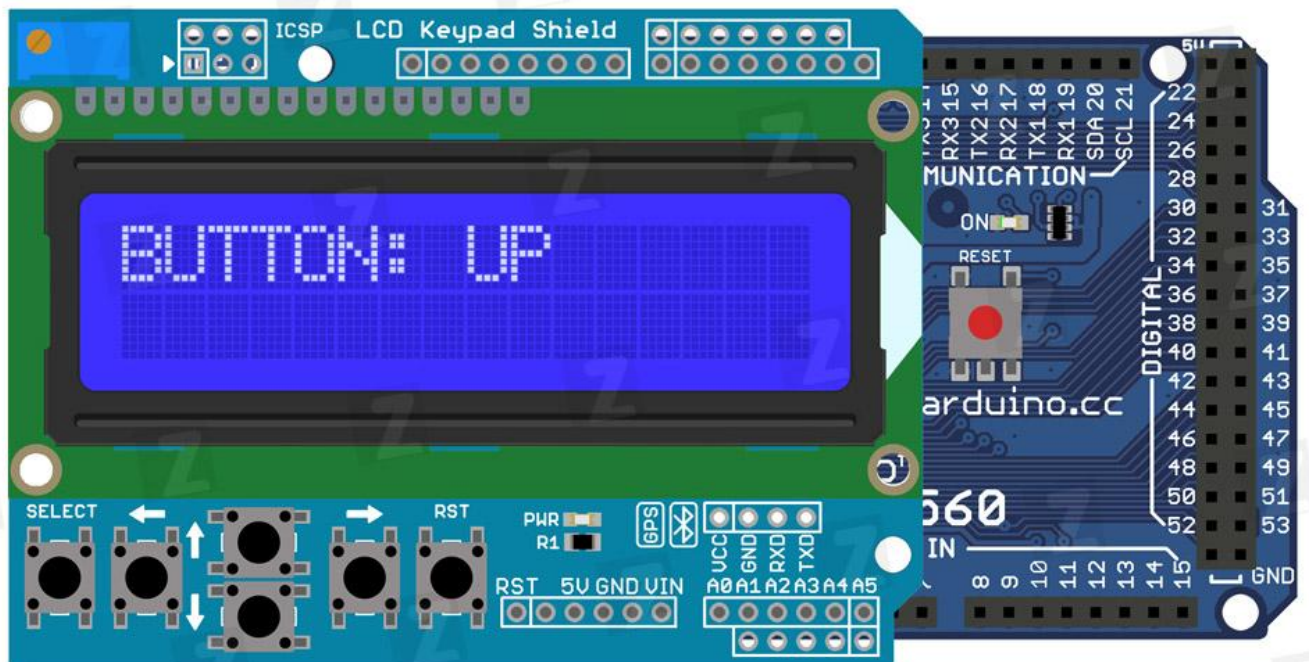 ICSP LCD Keypad Shield
BUTTON: UP
SELECT
RST
PWR
R1
GPS
VCC
GND
RXD
TXD
RST 5V GND VIN
A0 A1 A2 A3 A4 A5
RX3 15
TX2 16
RX2 17
TX1 18
RX1 19
SDA 20
SCL 21
MUNICATION
ON
RESET
arduino.cc
560
IN
8
9
10
11
12
13
14
15
DIGITAL
5V
22
24
26
28
30 31
32 33
34 35
36 37
38 39
40 41
42 43
44 45
46 47
48 49
50 51
52 53
GND